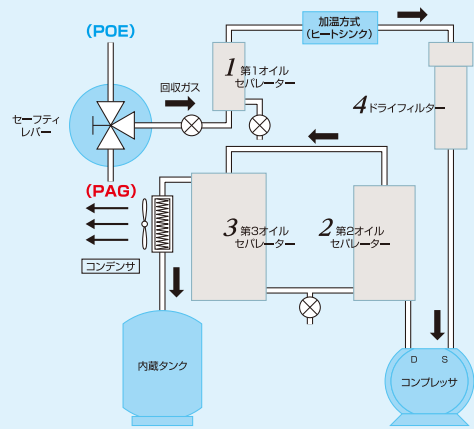 (POE)
加温方式
(ヒートシンク)
回収ガス
1 第1オイル
セパレーター
セーフティ
レバー
4 ドライフィルター
(PAG)
3 第3オイル
セパレーター
2 第2オイル
セパレーター
コンデンサ
内蔵タンク
D S
コンプレッサ